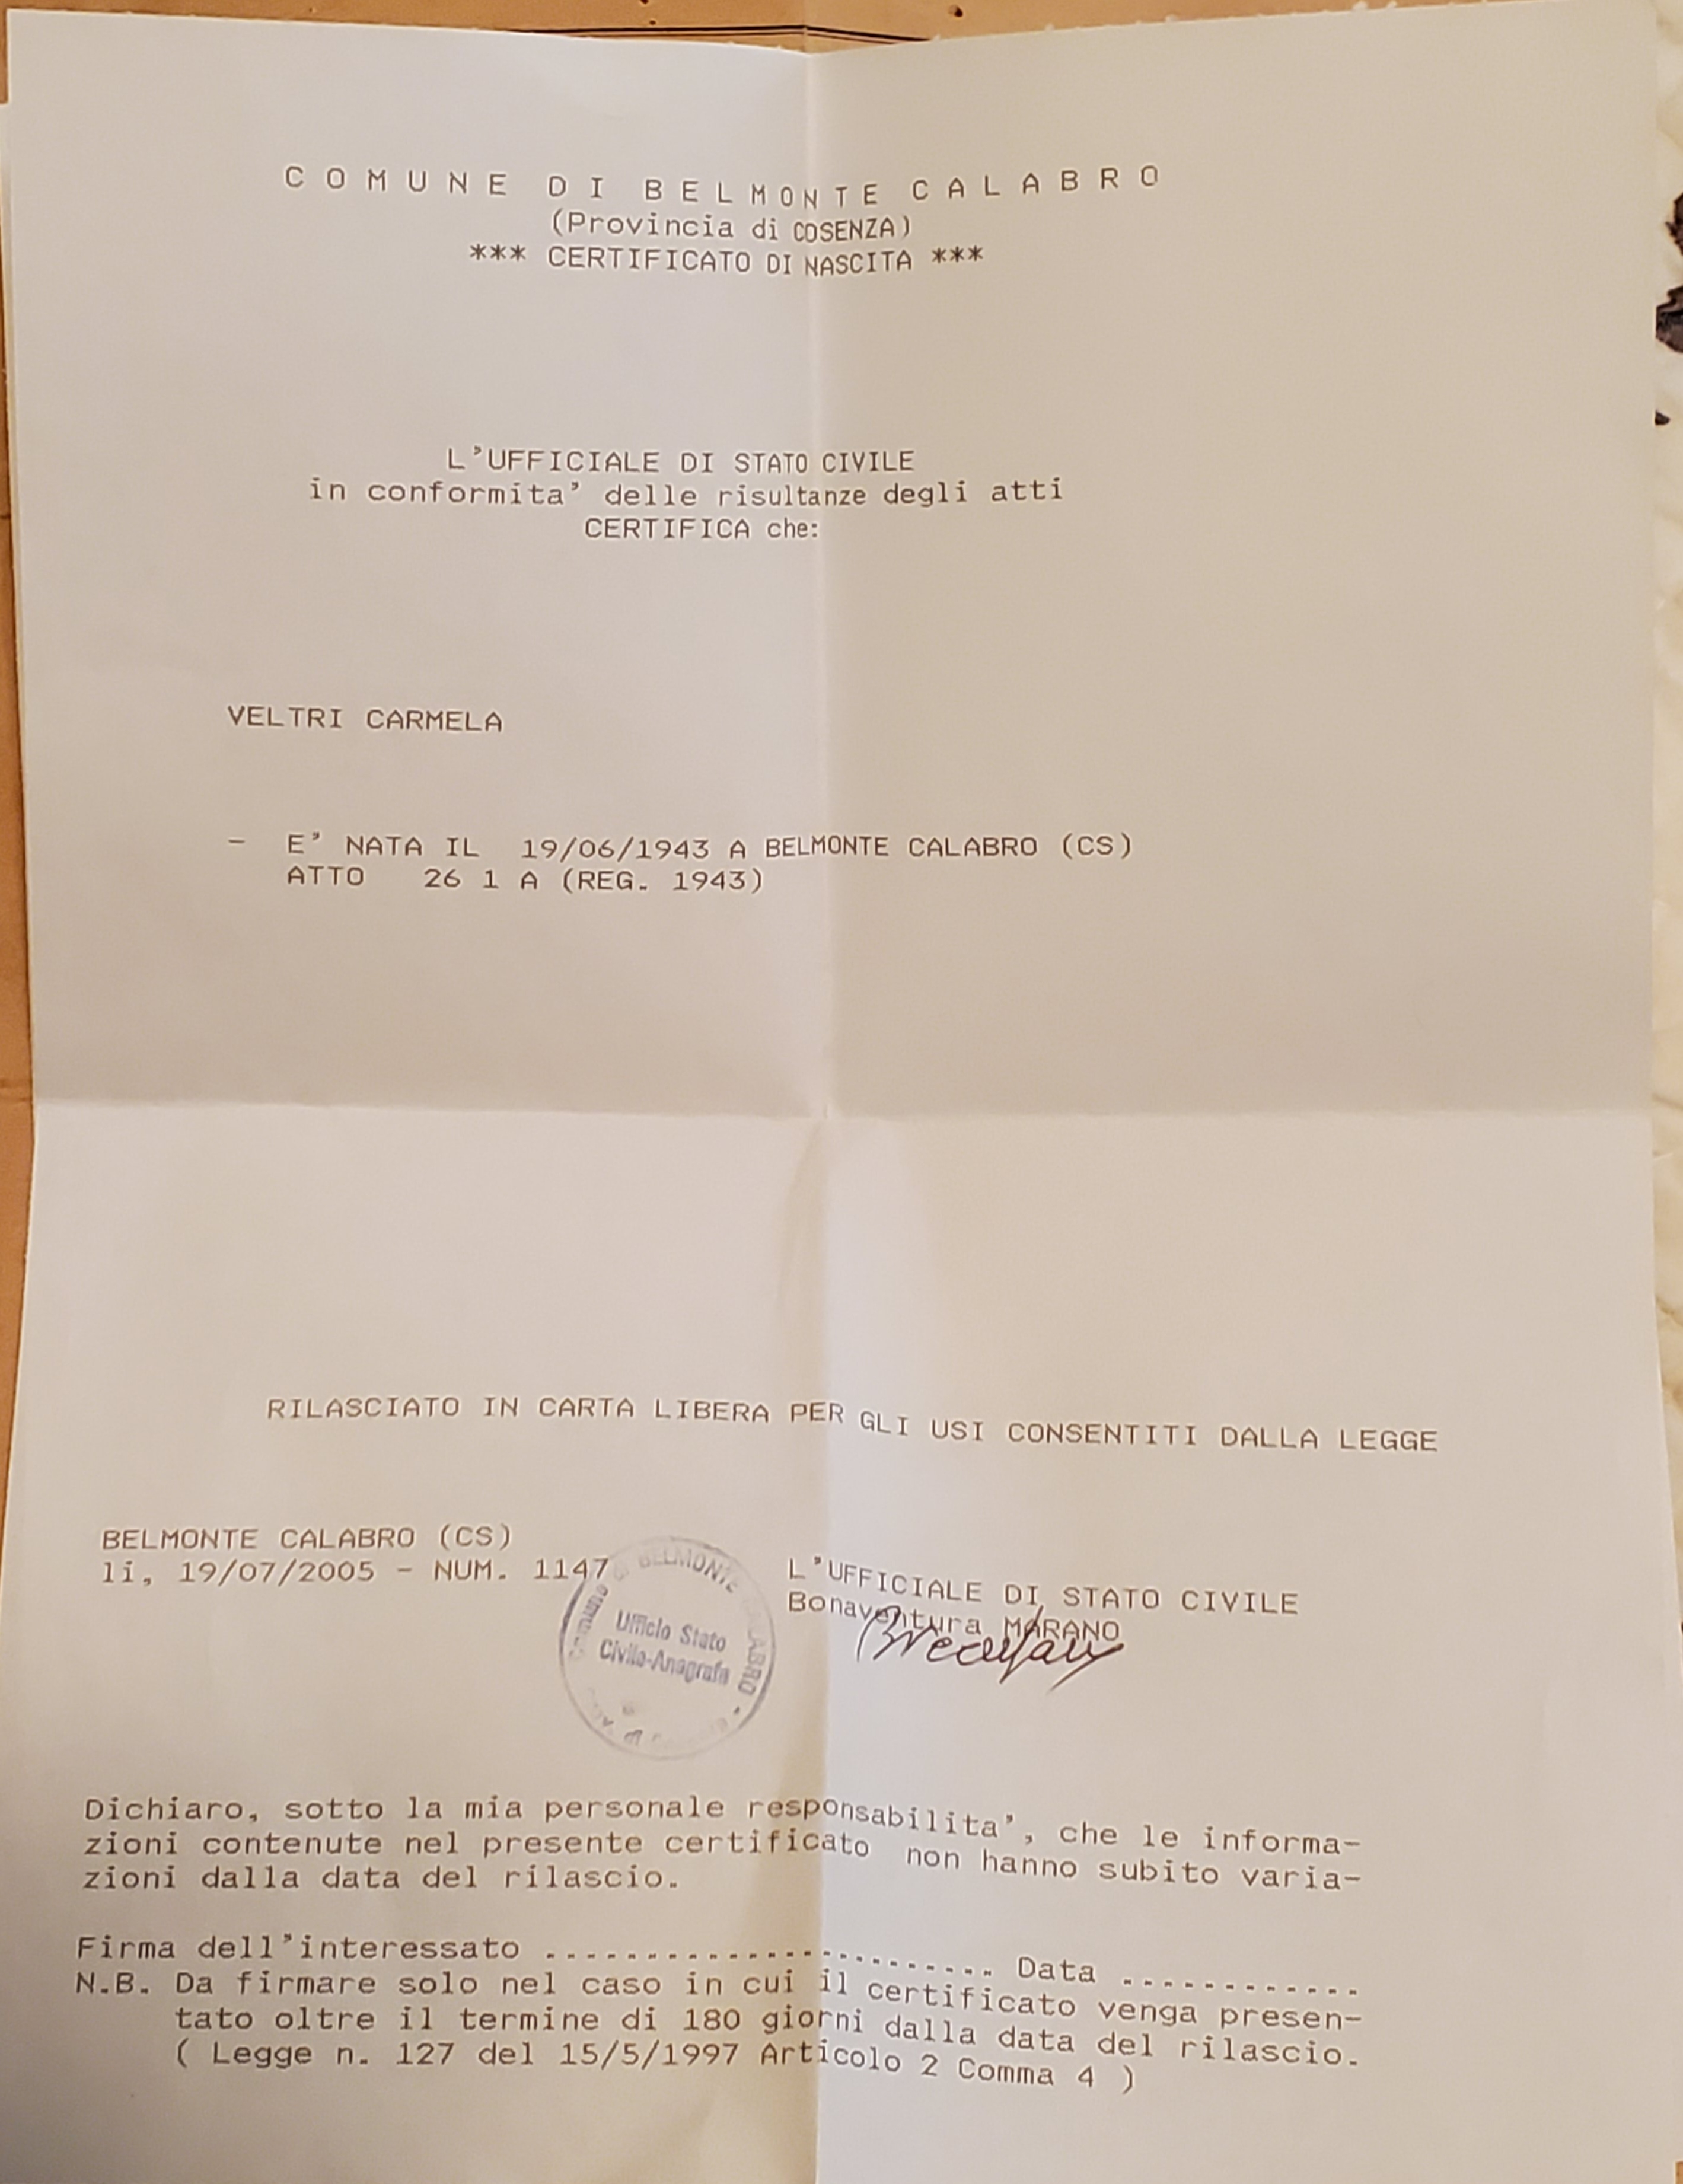 COMUNE DI BELMONTE CALABRO
(Provincia di COSENZA)
*** CERTIFICATO DI NASCITA ***
L'UFFICIALE DI STATO CIVILE
in conformita' delle risultanze degli atti
CERTIFICA che:
VELTRI CARMELA
- E' NATA IL 19/06/1943 A BELMONTE CALABRO (CS)
ATTO 26 1 A (REG. 1943)
RILASCIATO IN CARTA LIBERA PER GLI USI CONSENTITI DALLA LEGGE
BELMONTE CALABRO (CS)
li, 19/07/2005 - NUM. 1147
BELMONTE CALABRO
Ufficio Stato
Civile-Anagrafe
L'UFFICIALE DI STATO CIVILE
Bonaventura MARANO
Dichiaro, sotto la mia personale responsabilita', che le informa-
zioni contenute nel presente certificato non hanno subito varia-
zioni dalla data del rilascio.
Firma dell'interessato ....................... Data ............
N.B. Da firmare solo nel caso in cui il certificato venga presen-
tato oltre il termine di 180 giorni dalla data del rilascio.
( Legge n. 127 del 15/5/1997 Articolo 2 Comma 4 )